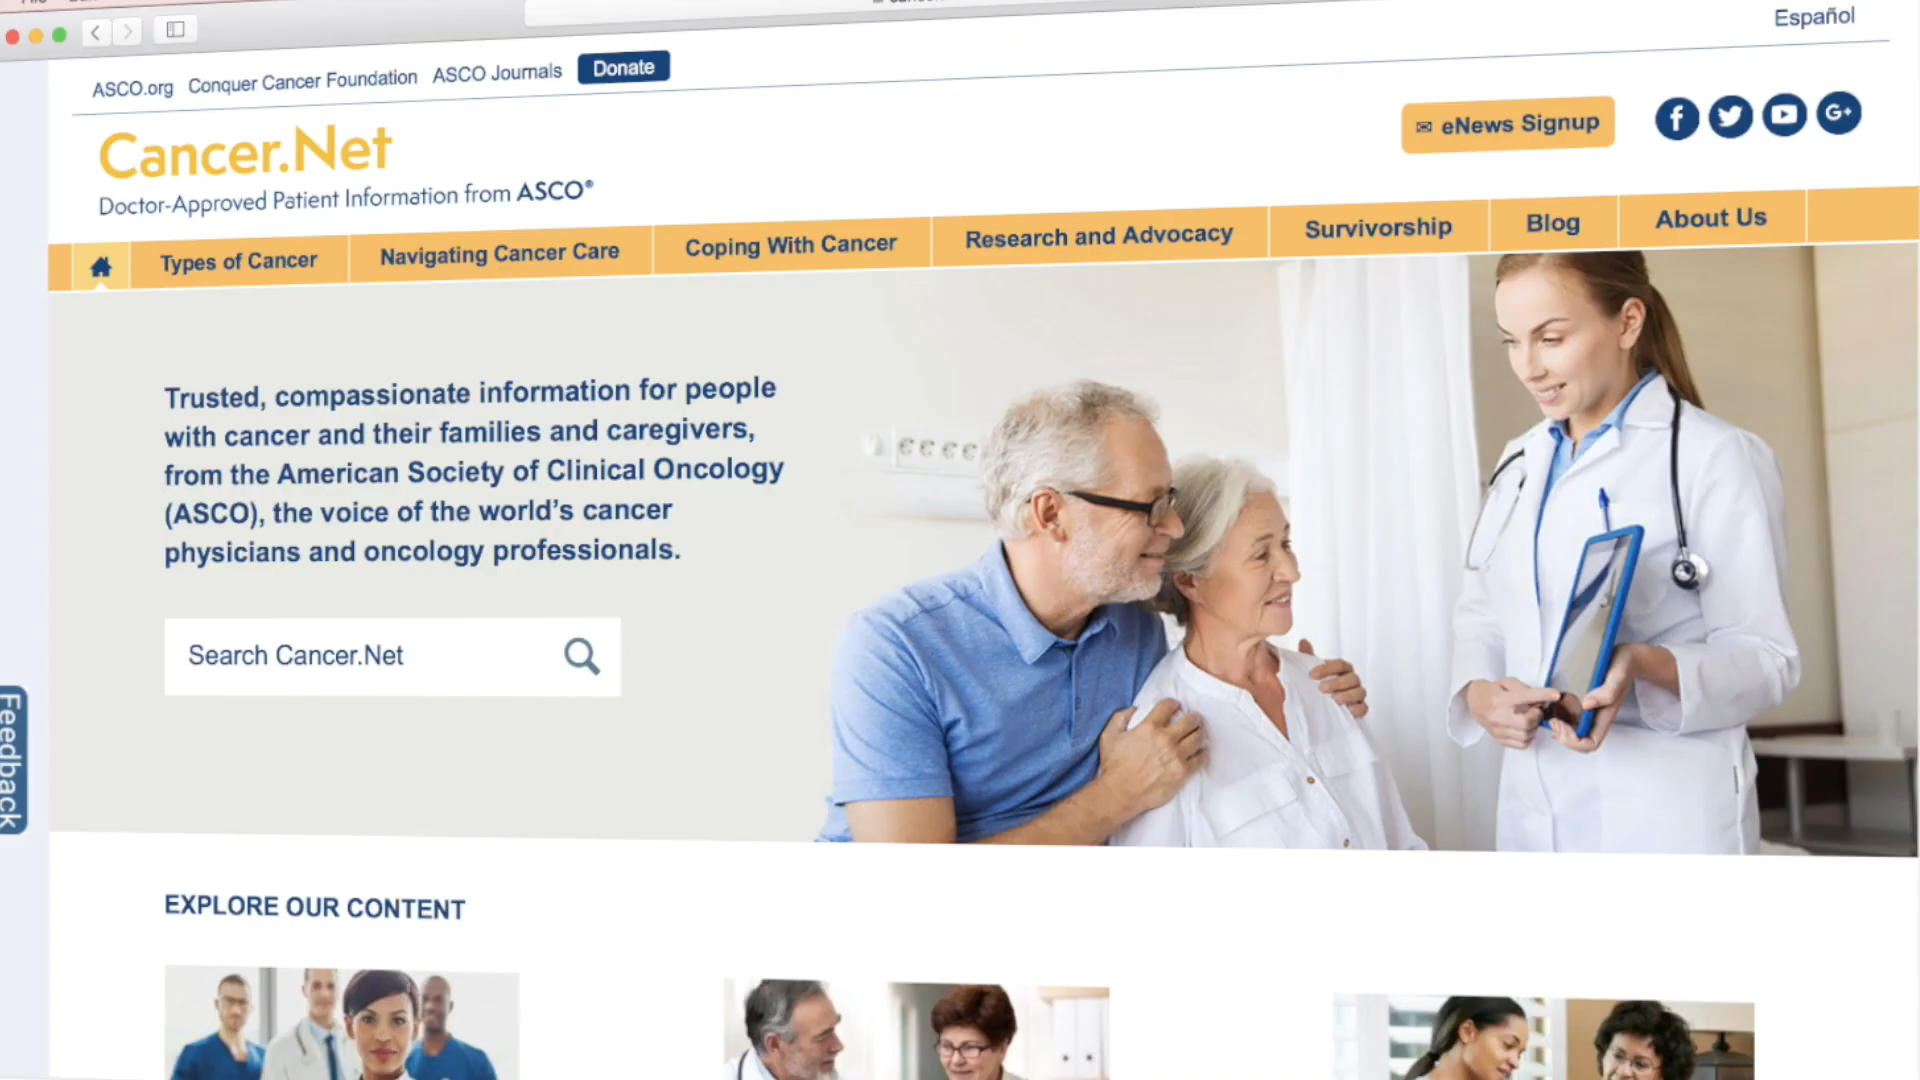 Español
ASCO.org Conquer Cancer Foundation ASCO Journals Donate
eNews Signup
Cancer.Net
Doctor-Approved Patient Information from ASCO®
Types of Cancer Navigating Cancer Care Coping With Cancer Research and Advocacy Survivorship Blog About Us
Trusted, compassionate information for people
with cancer and their families and caregivers,
from the American Society of Clinical Oncology
(ASCO), the voice of the world's cancer
physicians and oncology professionals.
Search Cancer.Net
Feedback
EXPLORE OUR CONTENT